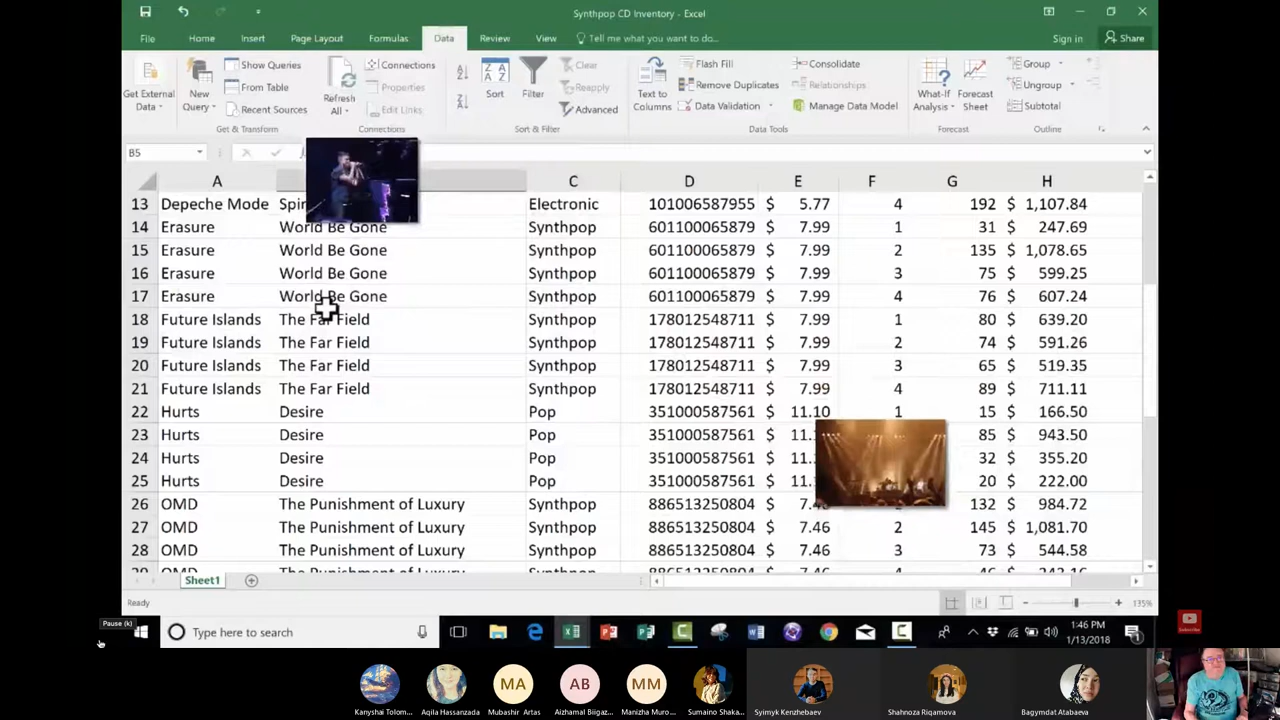 Synthpop CD Inventory - Excel
File Home Insert Page Layout Formulas Data Review View Tell me what you want to do... Sign in Share
Get External Data
New Query
Show Queries
From Table
Recent Sources
Get & Transform
Refresh All
Connections
Properties
Edit Links
Connections
Sort
Filter
Clear
Reapply
Advanced
Sort & Filter
Text to Columns
Flash Fill
Remove Duplicates
Data Validation
Consolidate
Relationships
Manage Data Model
Data Tools
What-If Analysis
Forecast Sheet
Forecast
Group
Ungroup
Subtotal
Outline
B5
A C D E F G H
13 Depeche Mode Electronic 101006587955 $ 5.77 4 192 $ 1,107.84
14 Erasure World Be Gone Synthpop 601100065879 $ 7.99 1 31 $ 247.69
15 Erasure World Be Gone Synthpop 601100065879 $ 7.99 2 135 $ 1,078.65
16 Erasure World Be Gone Synthpop 601100065879 $ 7.99 3 75 $ 599.25
17 Erasure World Be Gone Synthpop 601100065879 $ 7.99 4 76 $ 607.24
18 Future Islands The Far Field Synthpop 178012548711 $ 7.99 1 80 $ 639.20
19 Future Islands The Far Field Synthpop 178012548711 $ 7.99 2 74 $ 591.26
20 Future Islands The Far Field Synthpop 178012548711 $ 7.99 3 65 $ 519.35
21 Future Islands The Far Field Synthpop 178012548711 $ 7.99 4 89 $ 711.11
22 Hurts Desire Pop 351000587561 $ 11.10 1 15 $ 166.50
23 Hurts Desire Pop 351000587561 $ 85 $ 943.50
24 Hurts Desire Pop 351000587561 $ 32 $ 355.20
25 Hurts Desire Pop 351000587561 $ 20 $ 222.00
26 OMD The Punishment of Luxury Synthpop 886513250804 $ 132 $ 984.72
27 OMD The Punishment of Luxury Synthpop 886513250804 $ 7.46 2 145 $ 1,081.70
28 OMD The Punishment of Luxury Synthpop 886513250804 $ 7.46 3 73 $ 544.58
Sheet1
Ready 135%
Pause (k)
Type here to search
1:46 PM
1/13/2018
Subscribe
MA AB MM
Kanyshai Tolom... Aqila Hassanzada Mubashir Artas Aizhamal Biigaz... Manizha Muro... Sumaino Shaka... Syimyk Kenzhebaev Shahnoza Riqamova Bagymdat Atabaeva